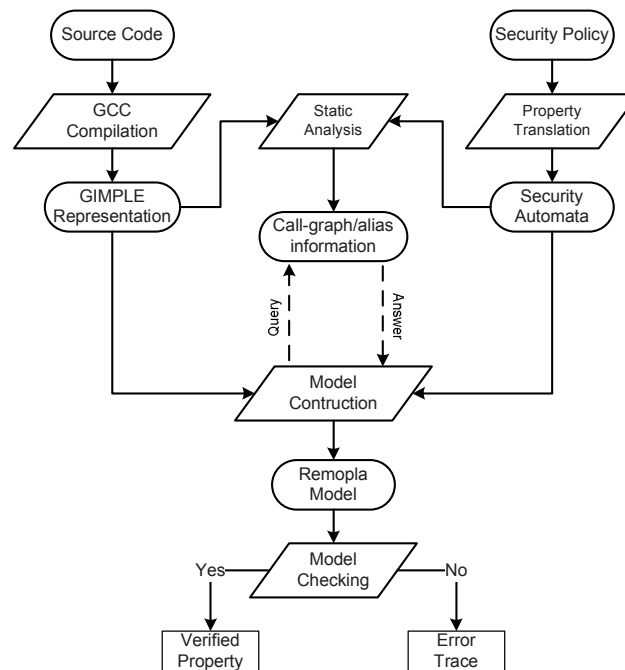 Source Code
Security Policy
GCC
Compilation
Static
Analysis
Property
Translation
GIMPLE
Representation
Security
Automata
Call-graph/alias
information
Query
Answer
Model
Contruction
Remopla
Model
Model
Checking
Yes
No
Verified
Property
Error
Trace